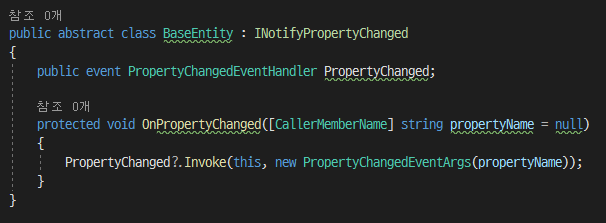 참조 0개
public abstract class BaseEntity : INotifyPropertyChanged
{
public event PropertyChangedEventHandler PropertyChanged;
참조 0개
protected void OnPropertyChanged([CallerMemberName] string propertyName = null)
{
PropertyChanged?.Invoke(this, new PropertyChangedEventArgs(propertyName));
}
}